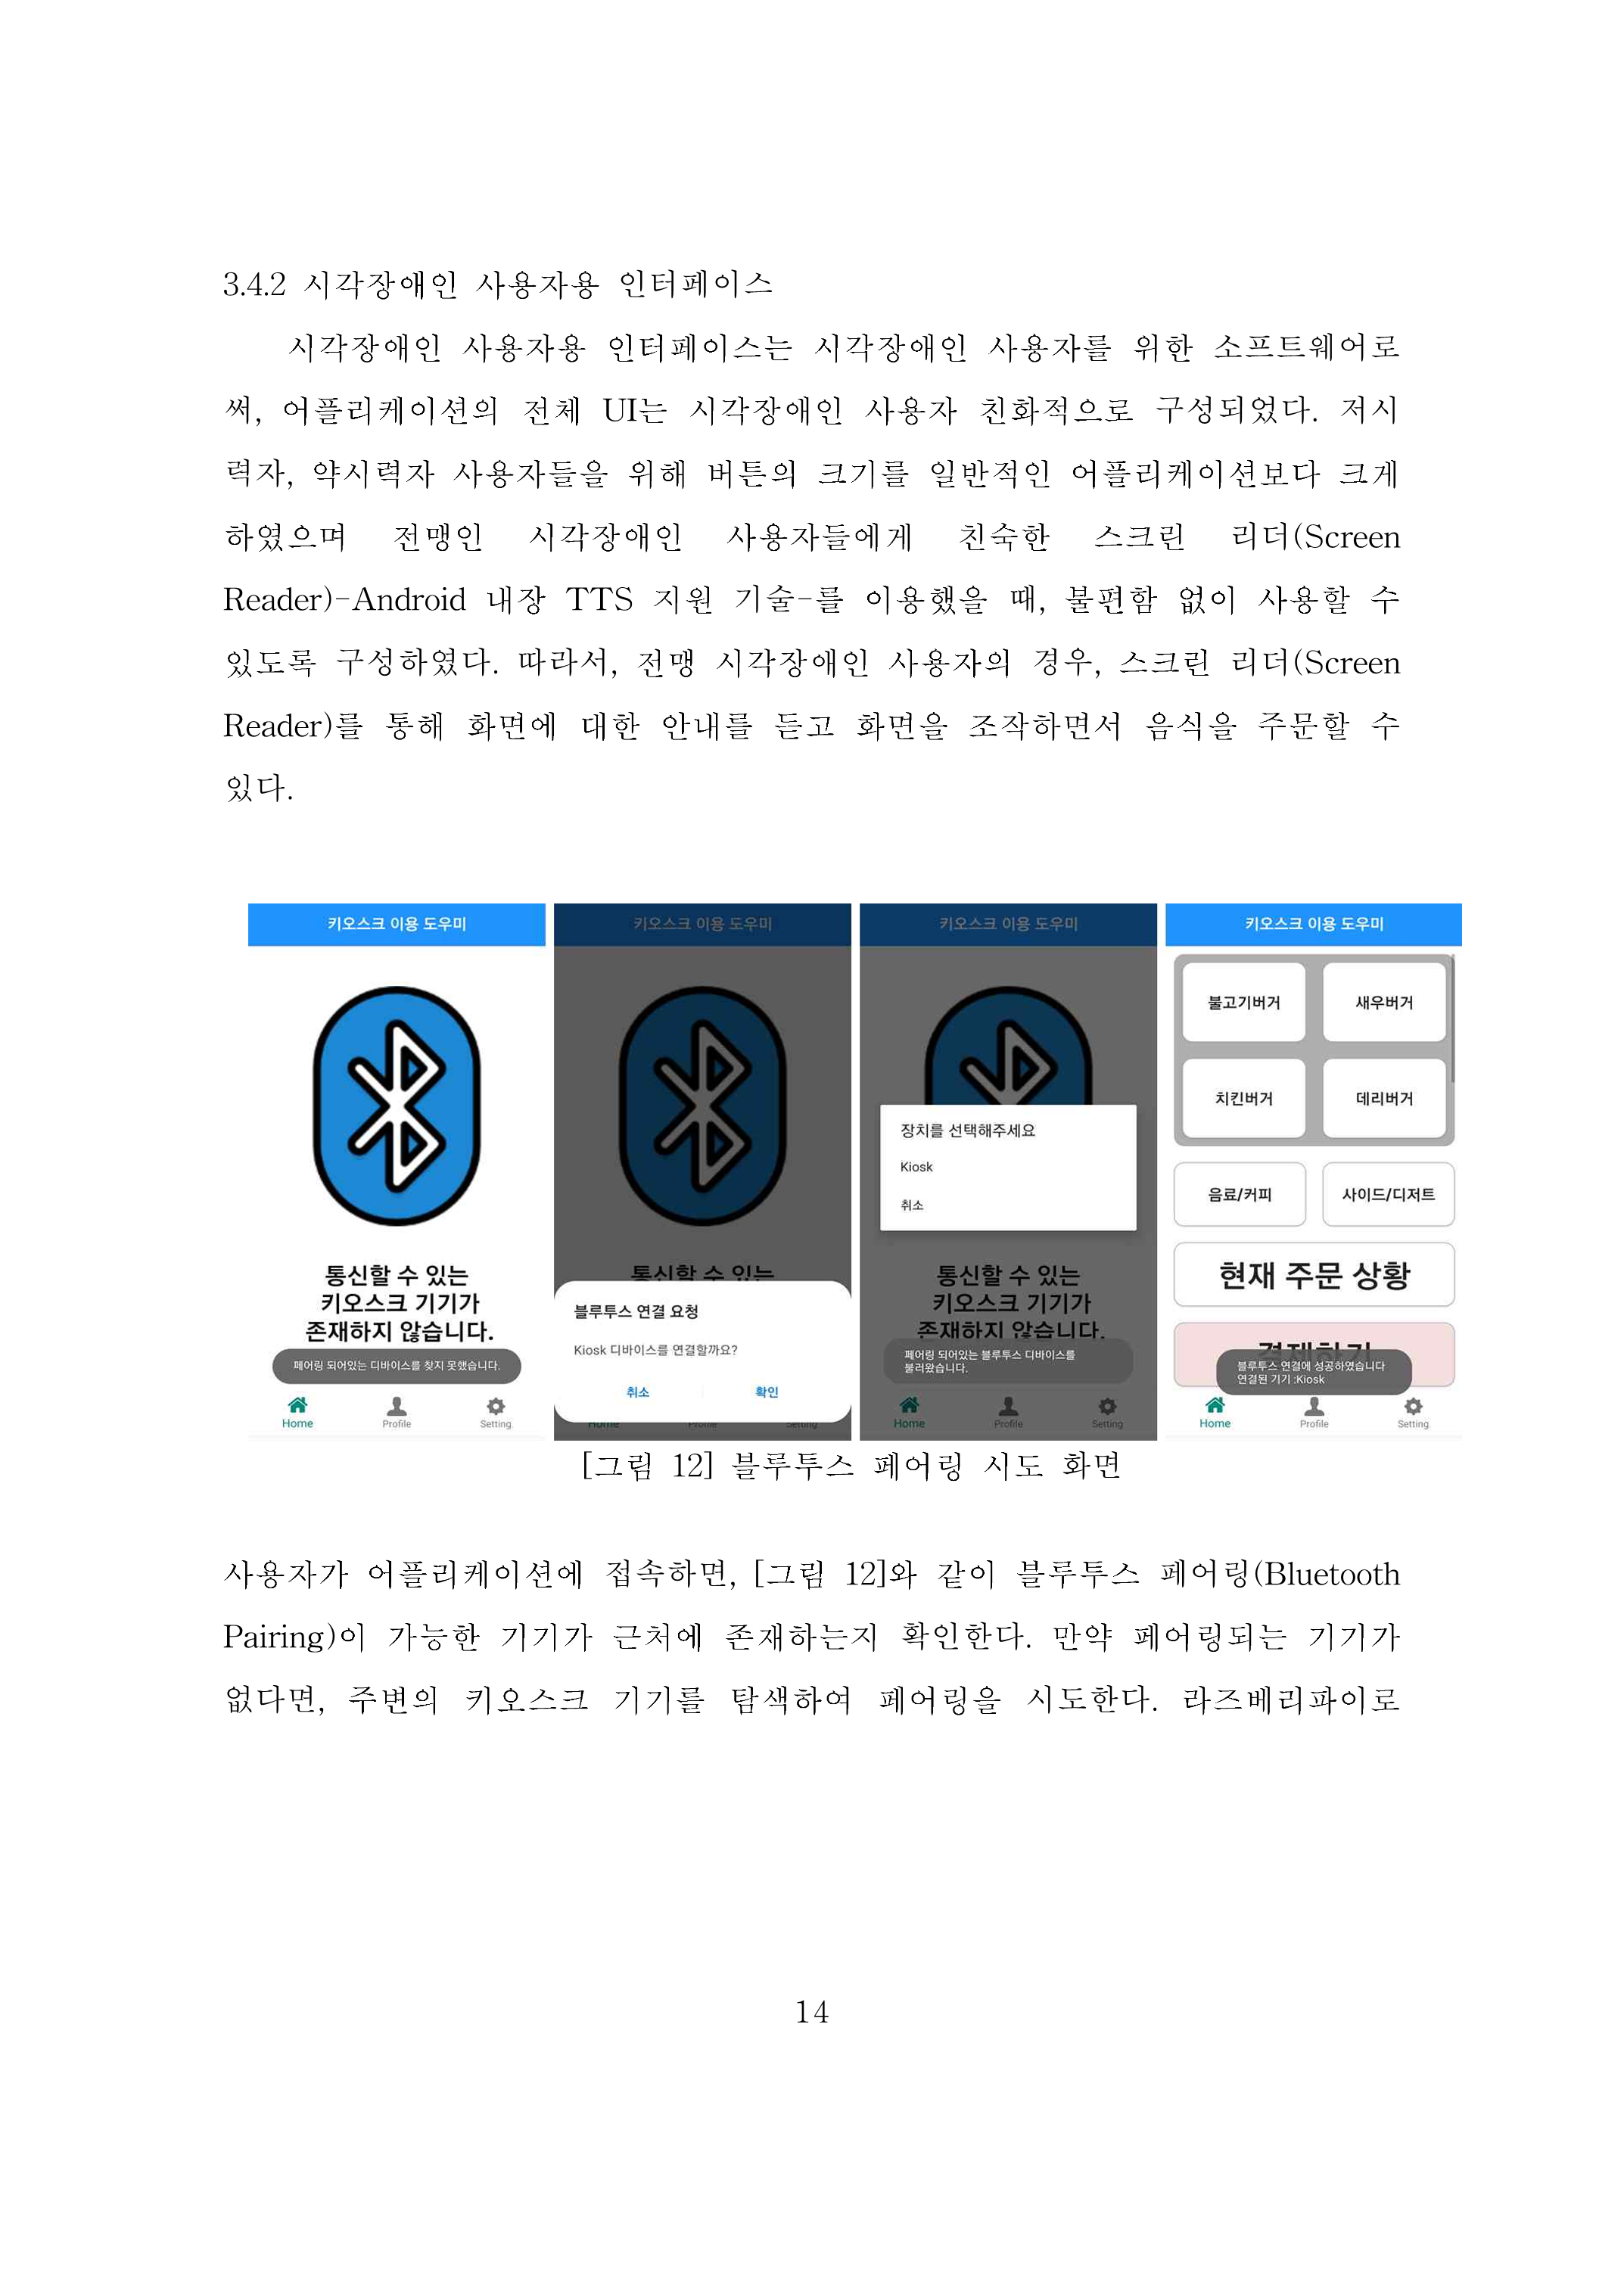 3.4.2 시각장애인 사용자용 인터페이스
시각장애인 사용자용 인터페이스는 시각장애인 사용자를 위한 소프트웨어로
써, 어플리케이션의 전체 UI는 시각장애인 사용자 친화적으로 구성되었다. 저시
력자, 약시력자 사용자들을 위해 버튼의 크기를 일반적인 어플리케이션보다 크게
하였으며 전맹인 시각장애인 사용자들에게 친숙한 스크린 리더(Screen
Reader)-Android 내장 TTS 지원 기술-를 이용했을 때, 불편함 없이 사용할 수
있도록 구성하였다. 따라서, 전맹 시각장애인 사용자의 경우, 스크린 리더(Screen
Reader)를 통해 화면에 대한 안내를 듣고 화면을 조작하면서 음식을 주문할 수
있다.
키오스크 이용 도우미
통신할 수 있는
키오스크 기기가
존재하지 않습니다.
페어링 되어있는 디바이스를 찾지 못했습니다.
Home Profile Setting
키오스크 이용 도우미
통신할 수 있는
블루투스 연결 요청
Kiosk 디바이스를 연결할까요?
취소 확인
Home Profile Setting
키오스크 이용 도우미
장치를 선택해주세요
Kiosk
취소
통신할 수 있는
키오스크 기기가
존재하지 않습니다.
페어링 되어있는 블루투스 디바이스를
불러왔습니다.
Home Profile Setting
키오스크 이용 도우미
불고기버거 새우버거
치킨버거 데리버거
음료/커피 사이드/디저트
현재 주문 상황
결제하기
블루투스 연결에 성공하였습니다
연결된 기기 :Kiosk
Home Profile Setting
[그림 12] 블루투스 페어링 시도 화면
사용자가 어플리케이션에 접속하면, [그림 12]와 같이 블루투스 페어링(Bluetooth
Pairing)이 가능한 기기가 근처에 존재하는지 확인한다. 만약 페어링되는 기기가
없다면, 주변의 키오스크 기기를 탐색하여 페어링을 시도한다. 라즈베리파이로
14